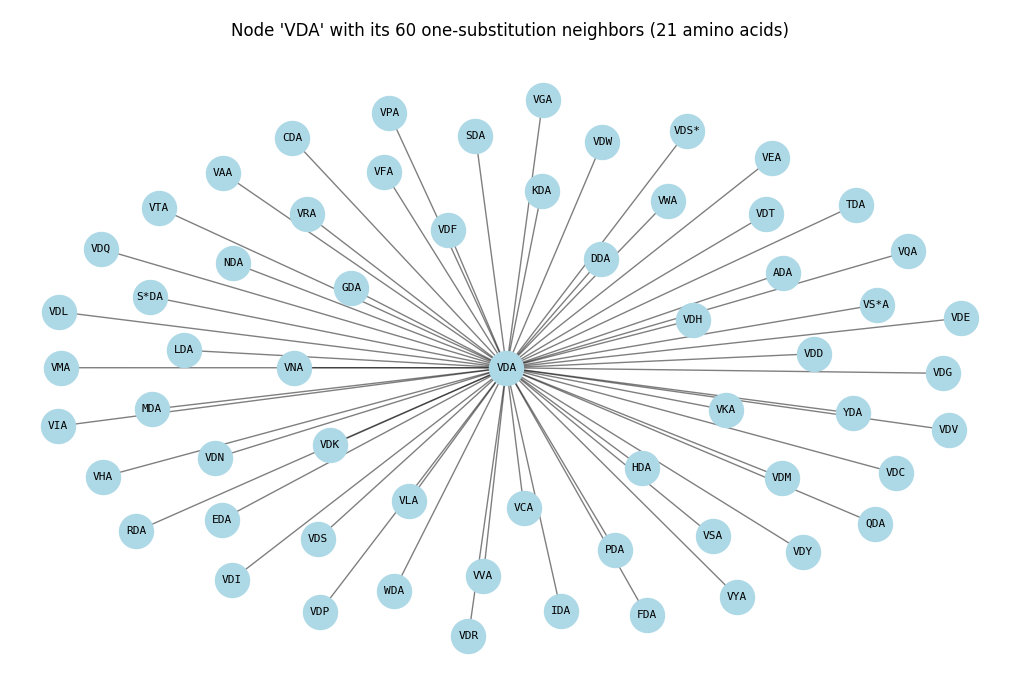 Node 'VDA' with its 60 one-substitution neighbors (21 amino acids)
VGA
VPA
VDS*
SDA
CDA
VDW
VEA
VFA
VAA
KDA
VWA
TDA
VTA
VRA
VDT
VDF
VDQ
VQA
DDA
NDA
ADA
GDA
S*DA
VS*A
VDL
VDE
VDH
LDA
VDD
VMA
VNA
VDA
VDG
MDA
VKA
YDA
VIA
VDV
VDK
VDN
HDA
VDC
VHA
VDM
VLA
VCA
EDA
QDA
RDA
VSA
VDS
PDA
VDY
VVA
VDI
WDA
VYA
IDA
VDP
FDA
VDR